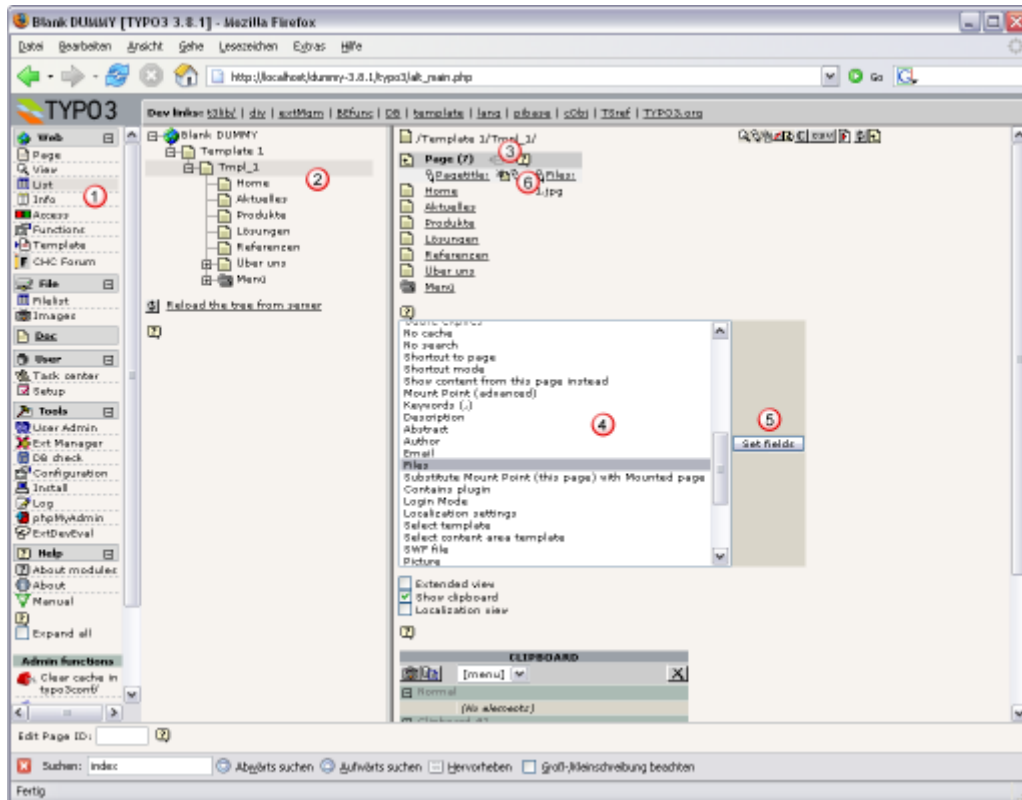 Blank DUMMY [TYPO3 3.8.1] - Mozilla Firefox
Datei Bearbeiten Ansicht Gehe Lesezeichen Extras Hilfe
http://localhost/dummy-3.8.1/typo3/alt_main.php
Go
TYPO3
Dev links: t3lib/ | div | extMgm | BEfunc | DB | template | lang | pibase | cObj | TSref | TYPO3.org
Web
Page
View
List
Info
Access
Functions
Template
CHC Forum
File
Filelist
Images
Doc
User
Task center
Setup
Tools
User Admin
Ext Manager
DB check
Configuration
Install
Log
phpMyAdmin
ExtDevEval
Help
About modules
About
Manual
Expand all
Admin functions
Clear cache in
typo3conf/
1
Blank DUMMY
Template 1
Tmpl_1
Home
Aktuelles
Produkte
Lösungen
Referenzen
Über uns
Menü
2
Reload the tree from server
/Template 1/Tmpl_1/
Page (7)
3
Pagetitle:
6
Files:
Home
1.jpg
Aktuelles
Produkte
Lösungen
Referenzen
Über uns
Menü
No cache
No search
Shortcut to page
Shortcut mode
Show content from this page instead
Mount Point (advanced)
Keywords (,)
Description
Abstract
Author
Email
Files
Substitute Mount Point (this page) with Mounted page
Contains plugin
Login Mode
Localization settings
Select template
Select content area template
SWF file
Picture
4
5
Set fields
Extended view
Show clipboard
Localization view
CLIPBOARD
[menu]
Normal
(No elements)
Edit Page ID:
Suchen: index
Abwärts suchen Aufwärts suchen Hervorheben Groß-/Kleinschreibung beachten
Fertig